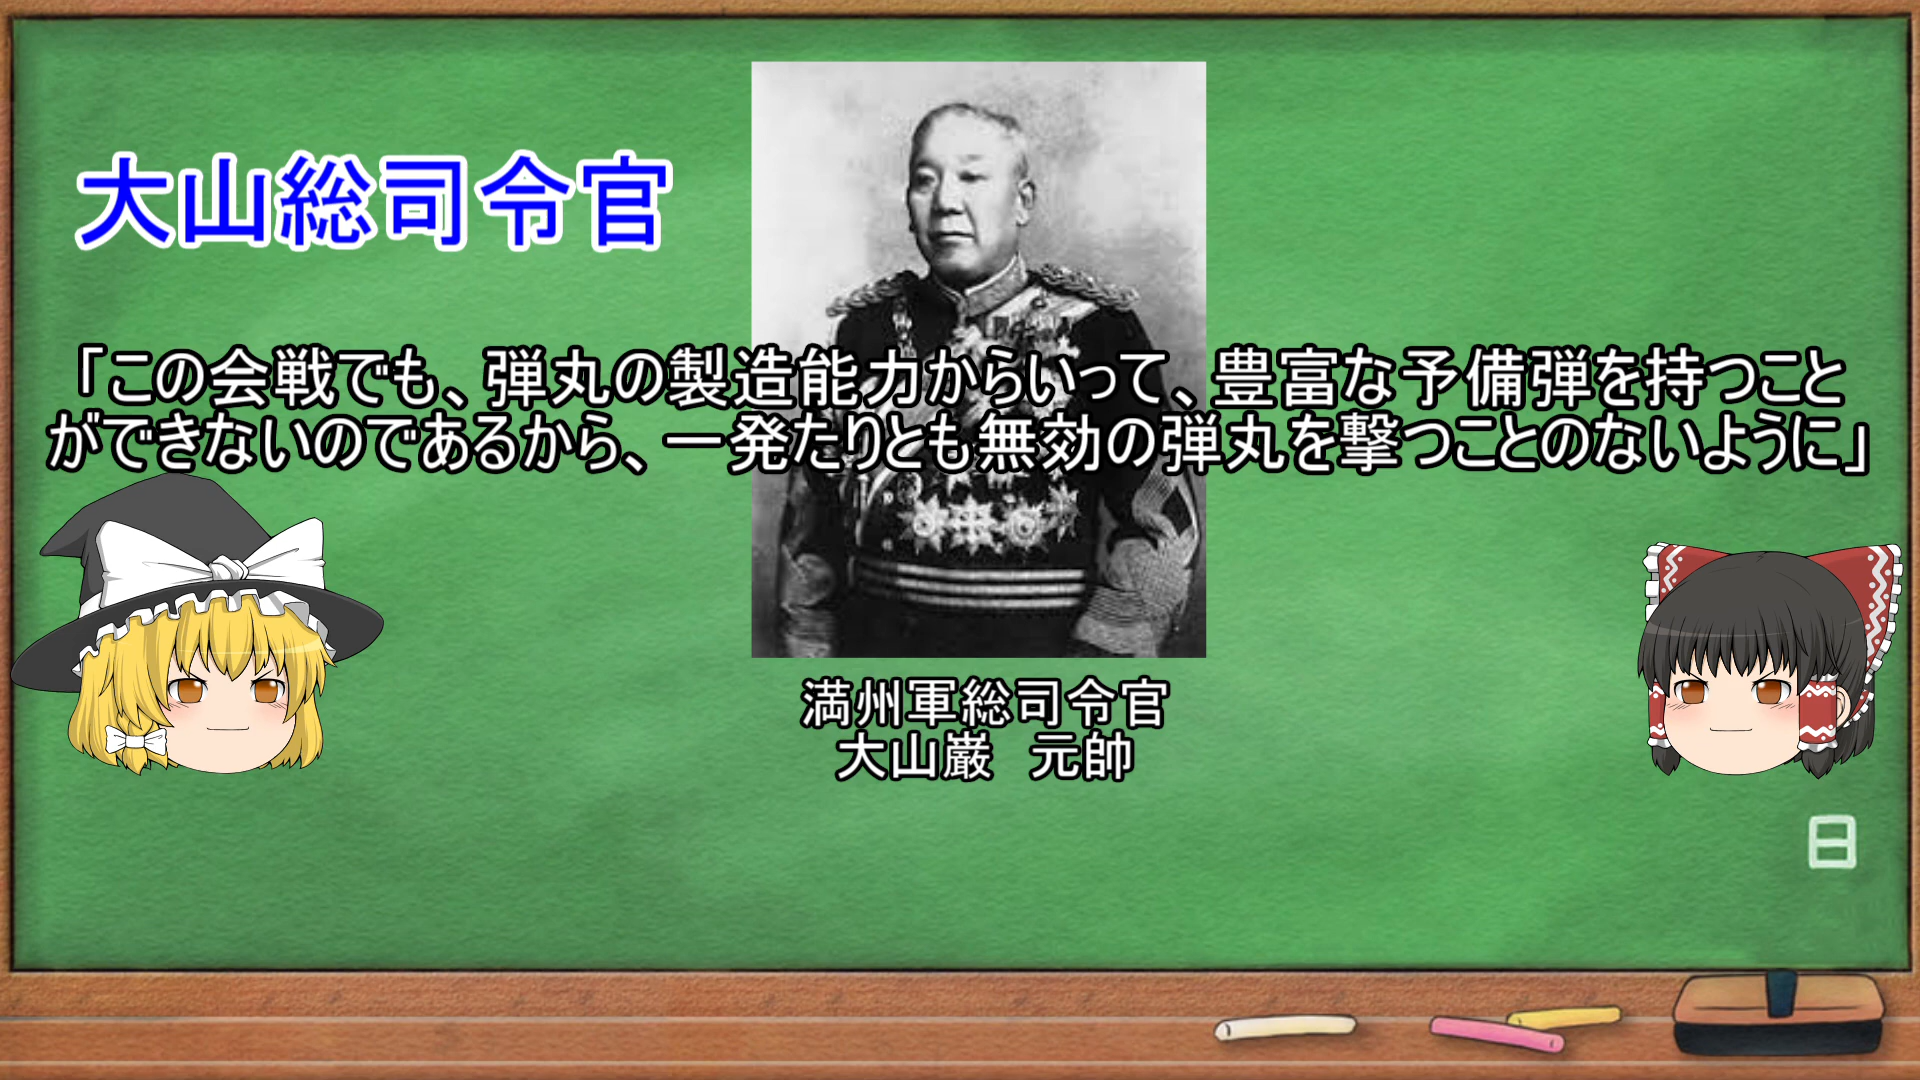 大山総司令官
「この会戦でも、弾丸の製造能力からいって、豊富な予備弾を持つこと
ができないのであるから、一発たりとも無効の弾丸を撃つことのないように」
満州軍総司令官
大山巌　元帥
日